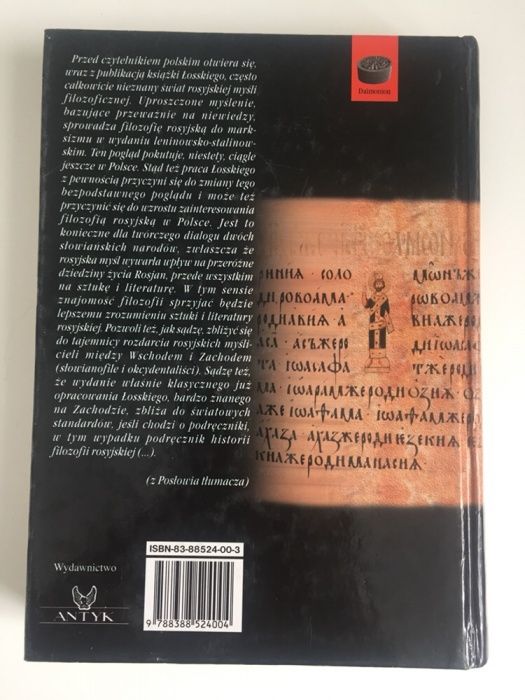 Przed czytelnikiem polskim otwiera się,
wraz z publikacją książki Łosskiego, często
całkowicie nieznany świat rosyjskiej myśli
filozoficznej. Uproszczone myślenie,
bazujące przeważnie na niewiedzy,
sprowadza filozofię rosyjską do mark-
sizmu w wydaniu leninowsko-stalinow-
skim. Ten pogląd pokutuje, niestety, ciągle
jeszcze w Polsce. Stąd też praca Łosskiego
z pewnością przyczyni się do zmiany tego
bezpodstawnego poglądu i może też
przyczynić się do wzrostu zainteresowania
filozofią rosyjską w Polsce. Jest to
konieczne dla twórczego dialogu dwóch
słowiańskich narodów, zwłaszcza że
rosyjska myśl wywarła wpływ na przeróżne
dziedziny życia Rosjan, przede wszystkim
na sztukę i literaturę. W tym sensie
znajomość filozofii sprzyjać będzie
lepszemu zrozumieniu sztuki i literatury
rosyjskiej. Pozwoli też, jak sądzę, zbliżyć się
do tajemnicy rozdarcia rosyjskich myśli-
cieli między Wschodem i Zachodem
(słowianofile i okcydentaliści). Sądzę też,
że wydanie właśnie klasycznego już
opracowania Łosskiego, bardzo znanego
na Zachodzie, zbliża do światowych
standardów, jeśli chodzi o podręczniki,
w tym wypadku podręcznik historii
filozofii rosyjskiej (...).
(z Posłowia tłumacza)
Daimonion
Wydawnictwo
ANTYK
ISBN-83-88524-00-3
9 788388 524004